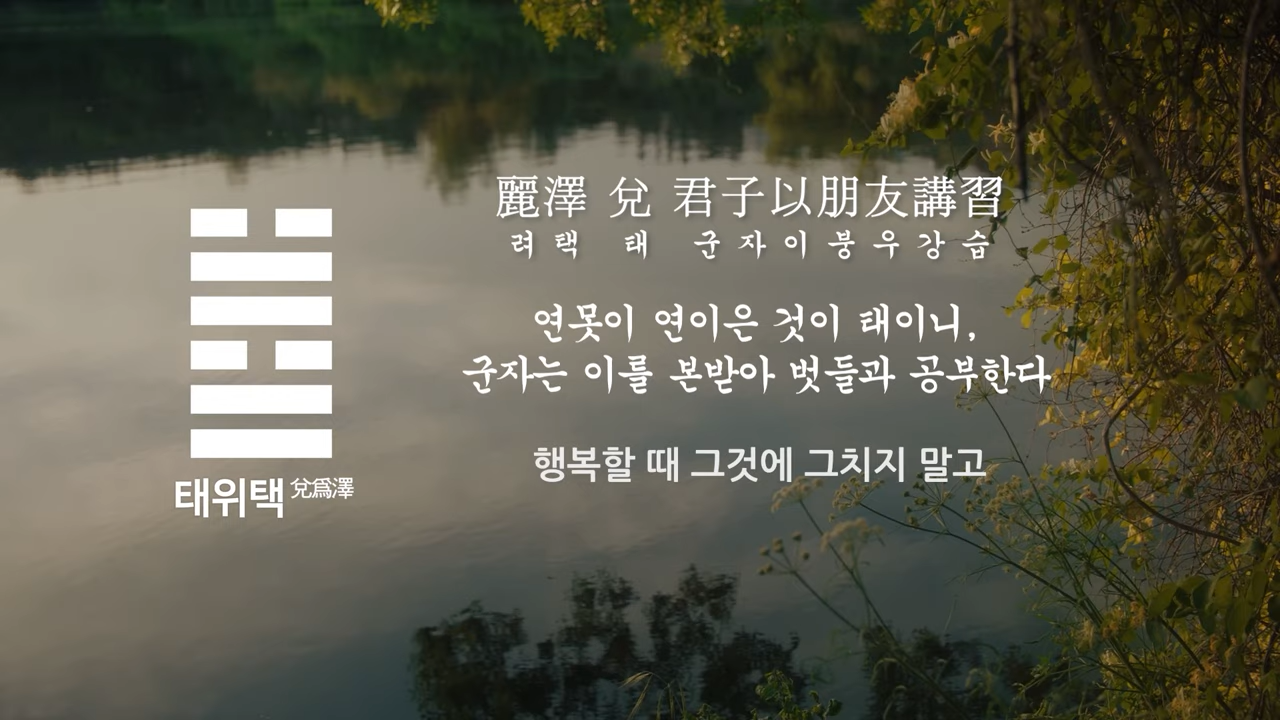 麗澤 兌 君子以朋友講習
려택 태 군자이붕우강습
연못이 연이은 것이 태이니,
군자는 이를 본받아 벗들과 공부한다
행복할 때 그것에 그치지 말고
태위택 兌爲澤